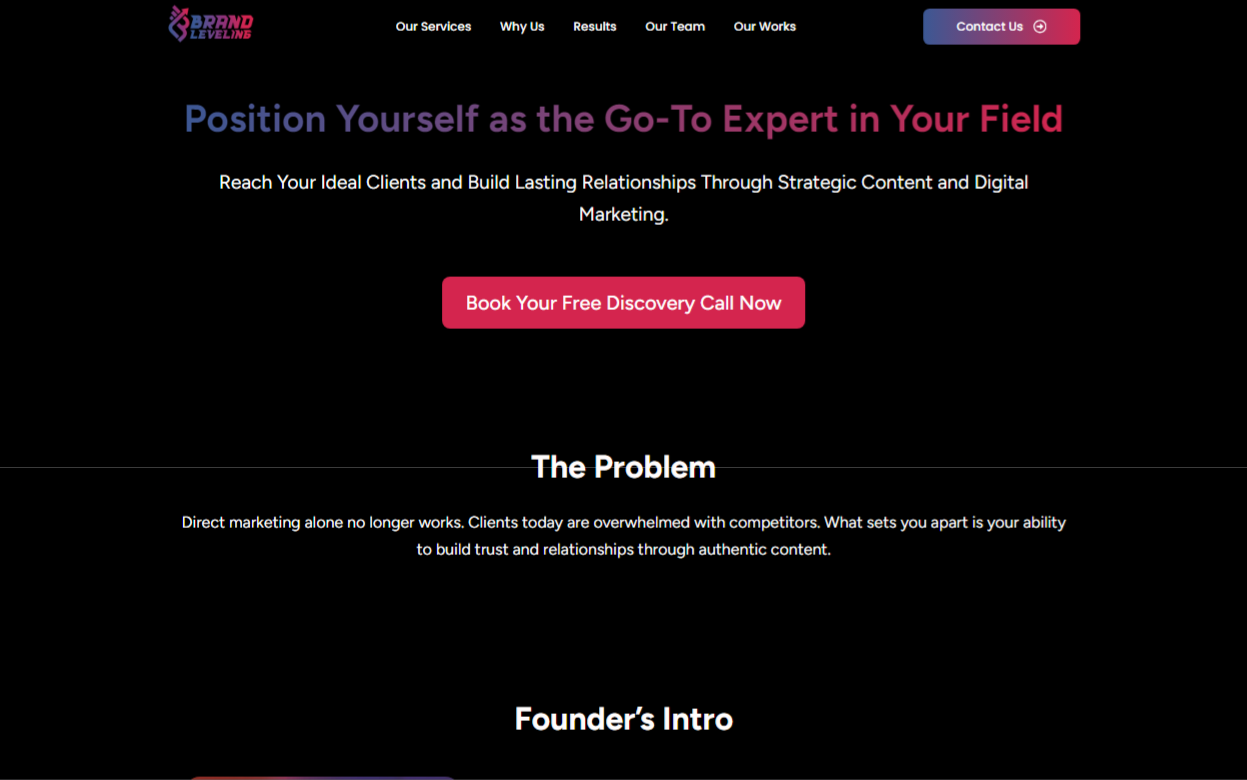 BRAND
LEVELING
Our Services
Why Us
Results
Our Team
Our Works
Contact Us
Position Yourself as the Go-To Expert in Your Field
Reach Your Ideal Clients and Build Lasting Relationships Through Strategic Content and Digital
Marketing.
Book Your Free Discovery Call Now
The Problem
Direct marketing alone no longer works. Clients today are overwhelmed with competitors. What sets you apart is your ability
to build trust and relationships through authentic content.
Founder’s Intro